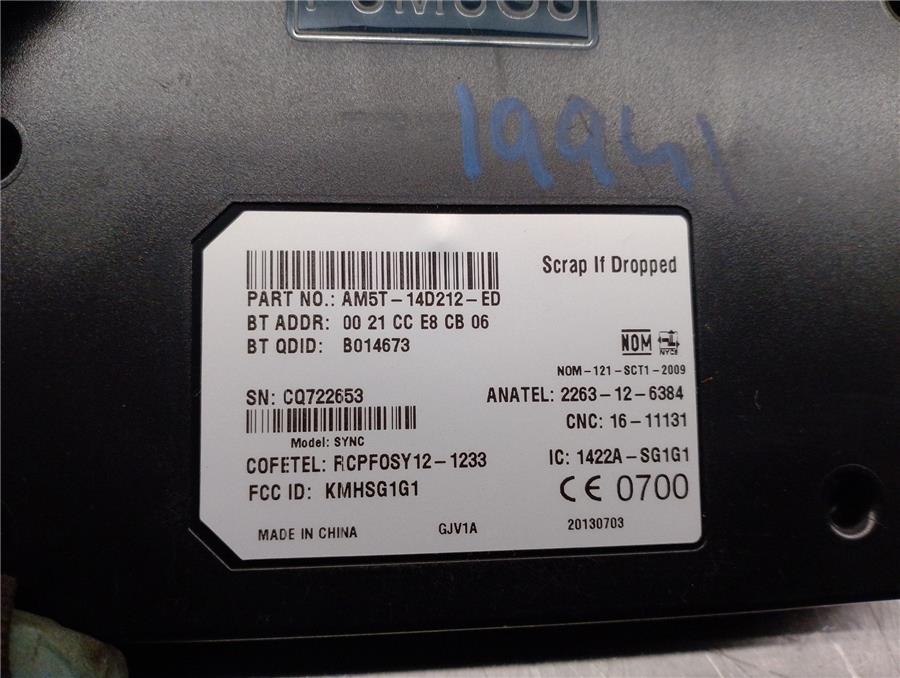 19941
Scrap If Dropped
PART NO.: AM5T-14D212-ED
BT ADDR: 00 21 CC E8 CB 06
BT QDID: B014673
NOM NYCE
NOM-121-SCT1-2009
SN: CQ722653
ANATEL: 2263-12-6384
CNC: 16-11131
Model: SYNC
COFETEL: RCPFOSY12-1233
IC: 1422A-SG1G1
FCC ID: KMHSG1G1
CE 0700
MADE IN CHINA
GJV1A
20130703